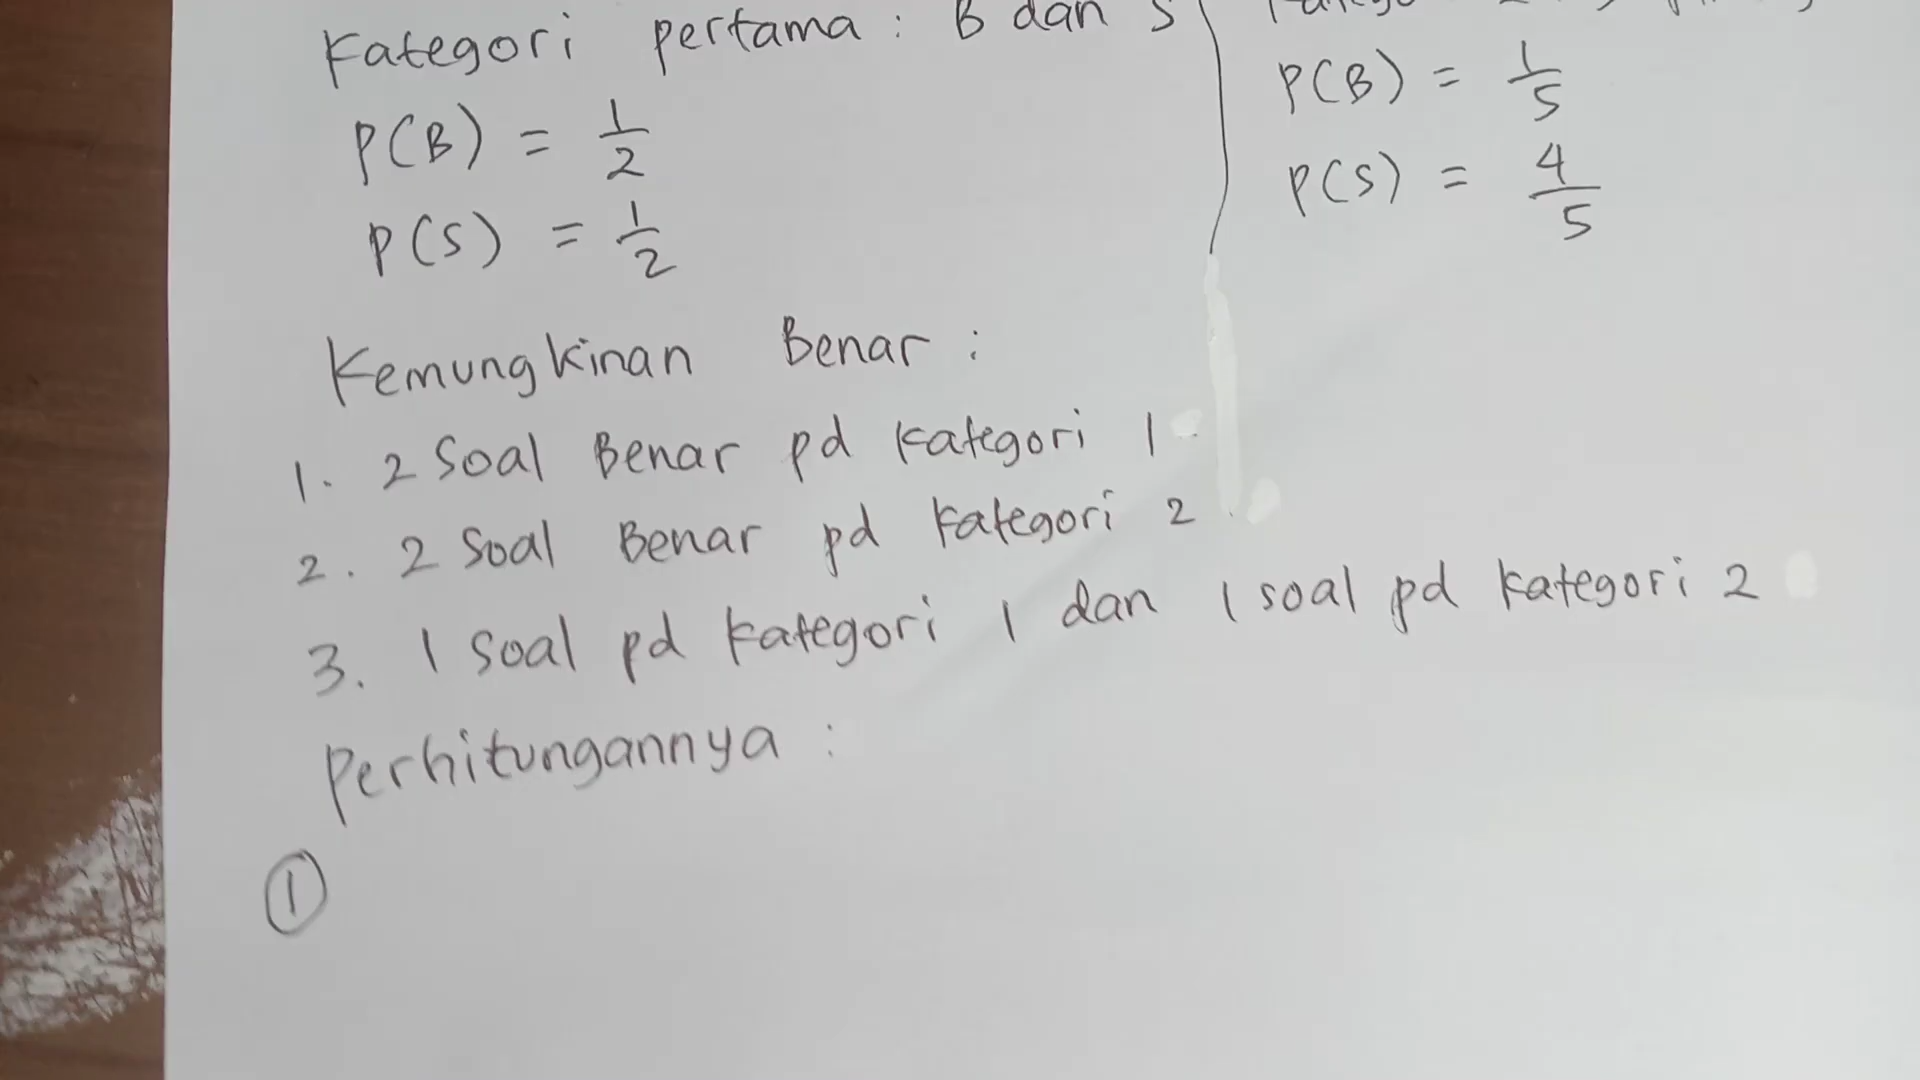 Kategori pertama : B dan S
P(B) = 1/2
P(S) = 1/2
P(B) = 1/5
P(S) = 4/5
Kemungkinan Benar :
1. 2 Soal Benar pd Kategori 1
2. 2 Soal Benar pd Kategori 2
3. 1 Soal pd Kategori 1 dan 1 soal pd Kategori 2
Perhitungannya :
①